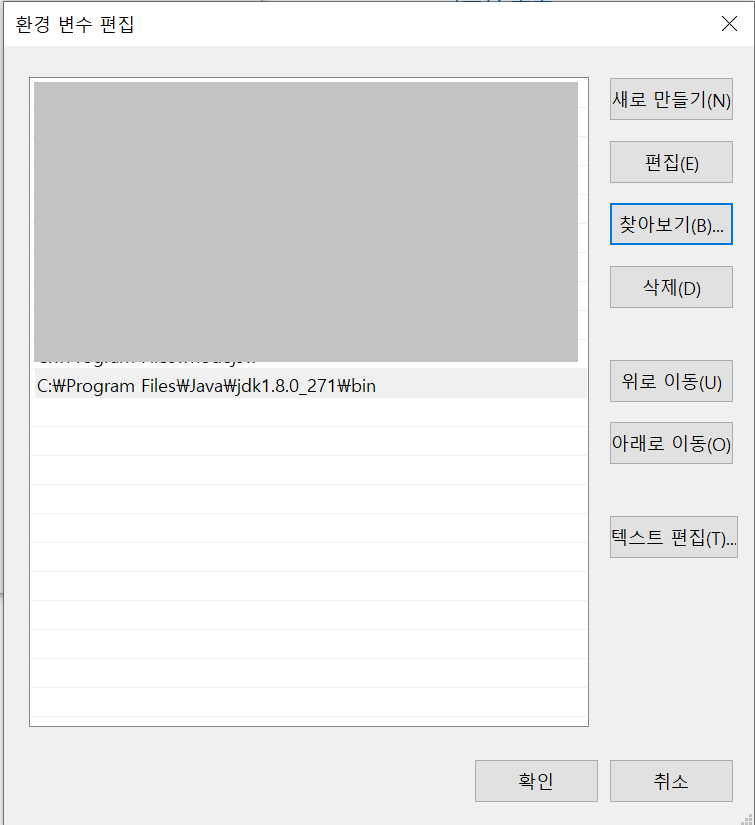 환경 변수 편집
새로 만들기(N)
편집(E)
찾아보기(B)...
삭제(D)
C:₩Program Files₩Java₩jdk1.8.0_271₩bin
위로 이동(U)
아래로 이동(O)
텍스트 편집(T)...
확인
취소